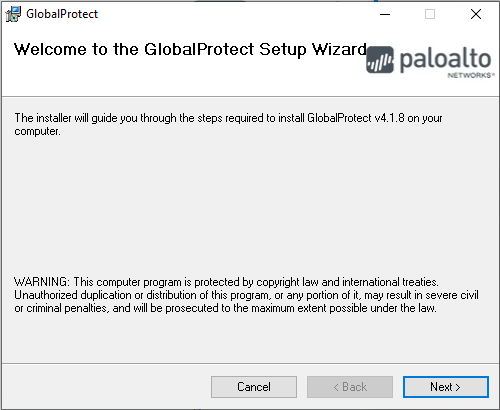 GlobalProtect
Welcome to the GlobalProtect Setup Wizard
paloalto
NETWORKS®
The installer will guide you through the steps required to install GlobalProtect v4.1.8 on your
computer.
WARNING: This computer program is protected by copyright law and international treaties.
Unauthorized duplication or distribution of this program, or any portion of it, may result in severe civil
or criminal penalties, and will be prosecuted to the maximum extent possible under the law.
Cancel
< Back
Next >